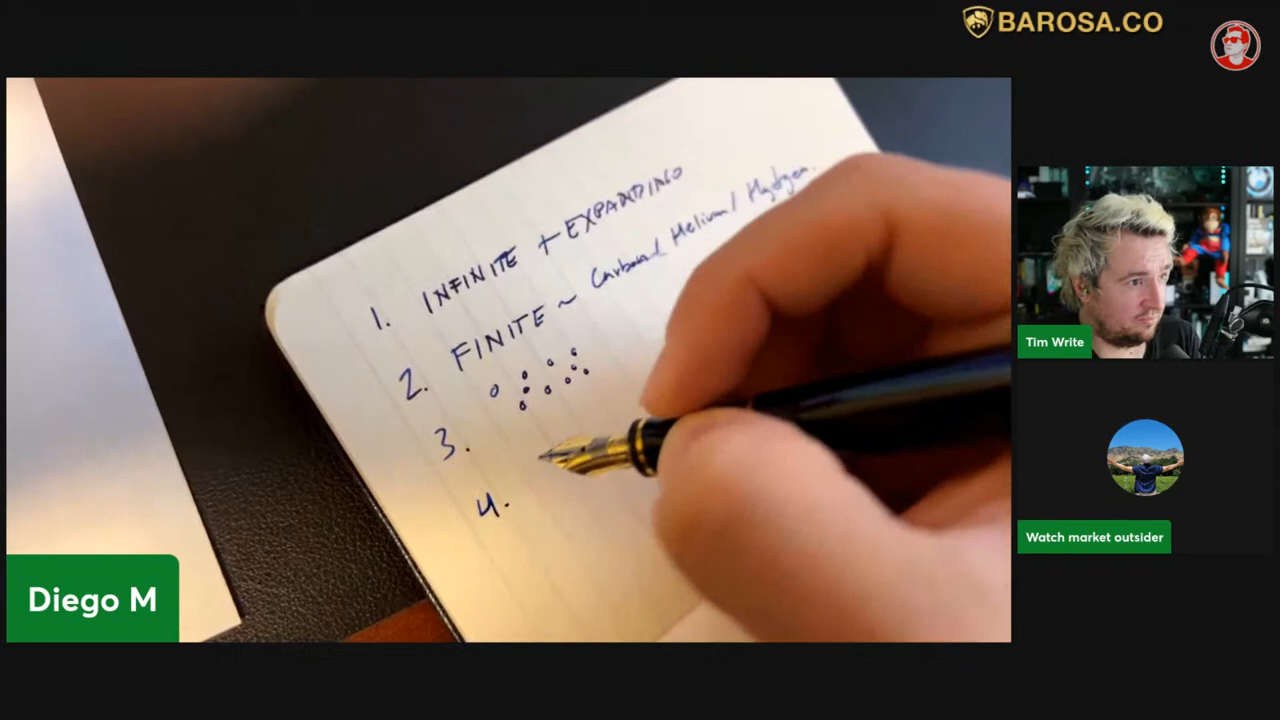 BAROSA.CO
1. INFINITE + EXPANDING
2. FINITE ~ Carbon / Helium / Hydrogen.
3.
4.
Tim Write
Watch market outsider
Diego M